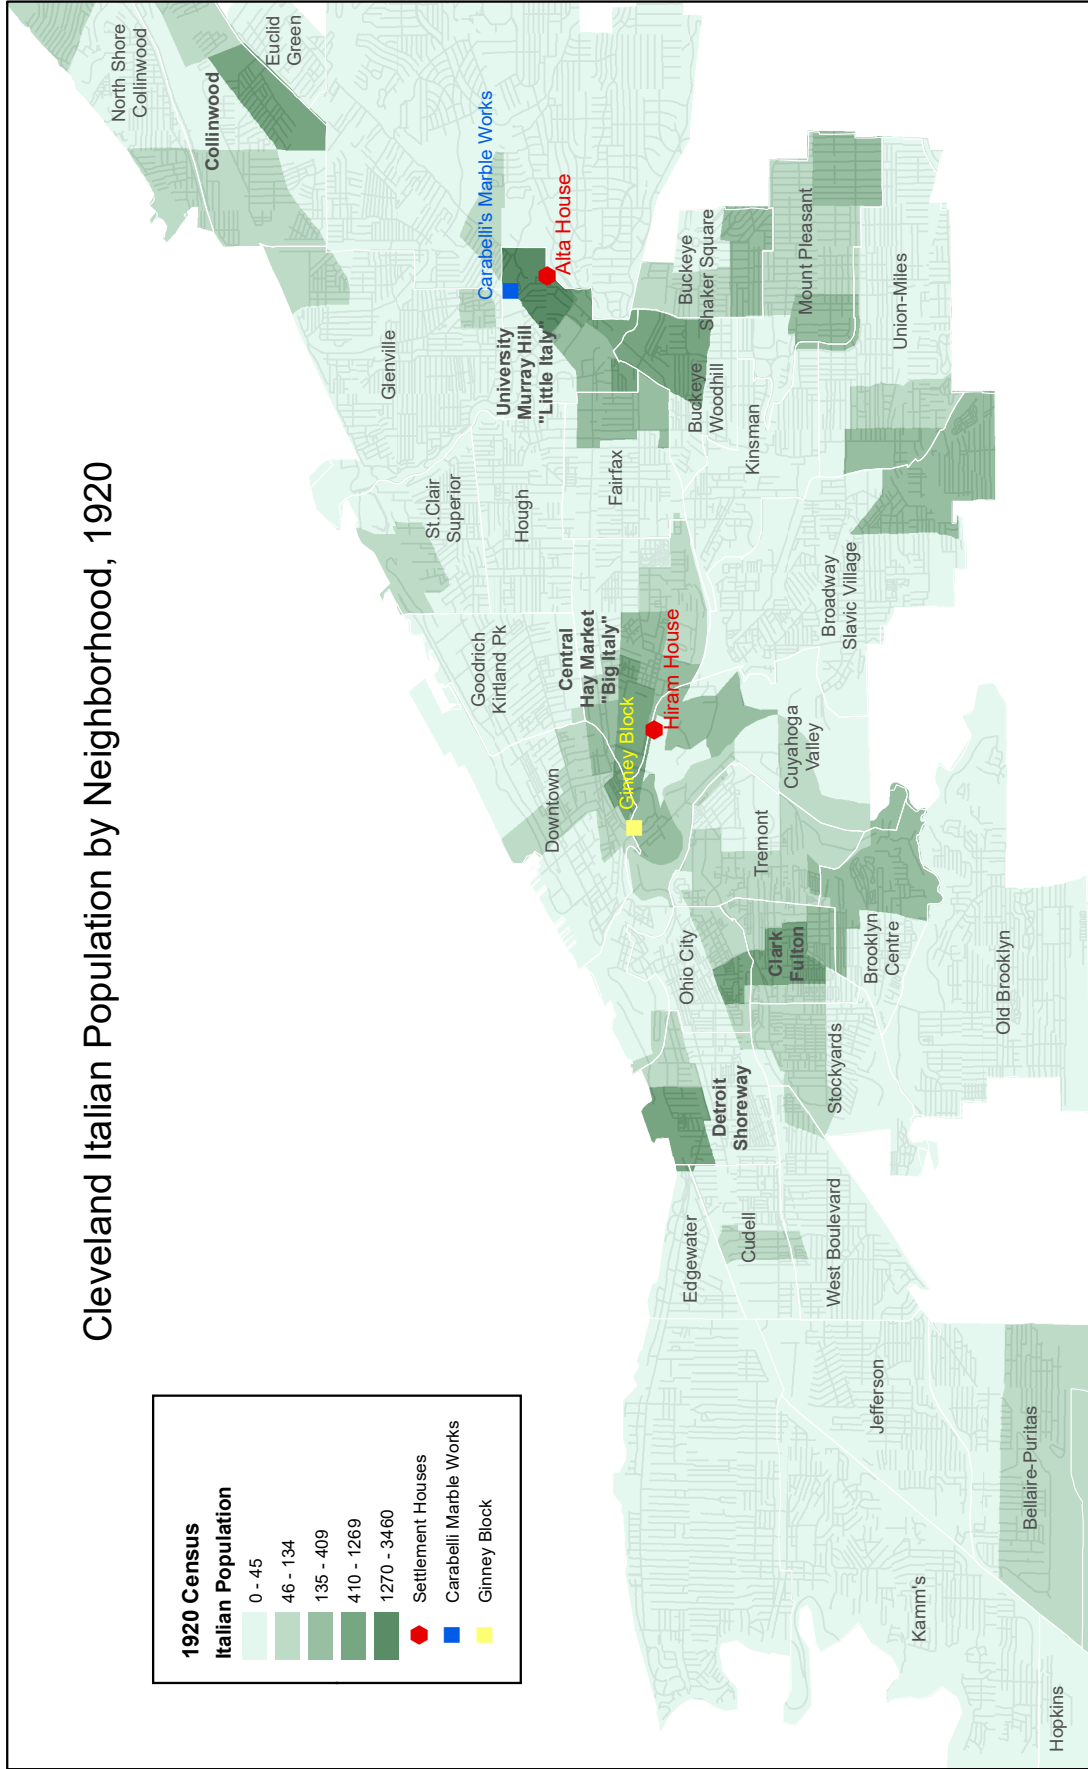 Cleveland Italian Population by Neighborhood, 1920
1920 Census
Italian Population
0 - 45
46 - 134
135 - 409
410 - 1269
1270 - 3460
Settlement Houses
Carabelli Marble Works
Ginney Block
North Shore
Collinwood
Collinwood
Euclid
Green
Glenville
Carabelli's Marble Works
Alta House
University
Murray Hill
"Little Italy"
St.Clair
Superior
Hough
Fairfax
Buckeye
Shaker Square
Buckeye
Woodhill
Mount Pleasant
Kinsman
Union-Miles
Goodrich
Kirtland Pk
Central
Hay Market
"Big Italy"
Hiram House
Ginney Block
Downtown
Broadway
Slavic Village
Cuyahoga
Valley
Tremont
Ohio City
Clark
Fulton
Brooklyn
Centre
Old Brooklyn
Detroit
Shoreway
Stockyards
Edgewater
Cudell
West Boulevard
Jefferson
Bellaire-Puritas
Kamm's
Hopkins